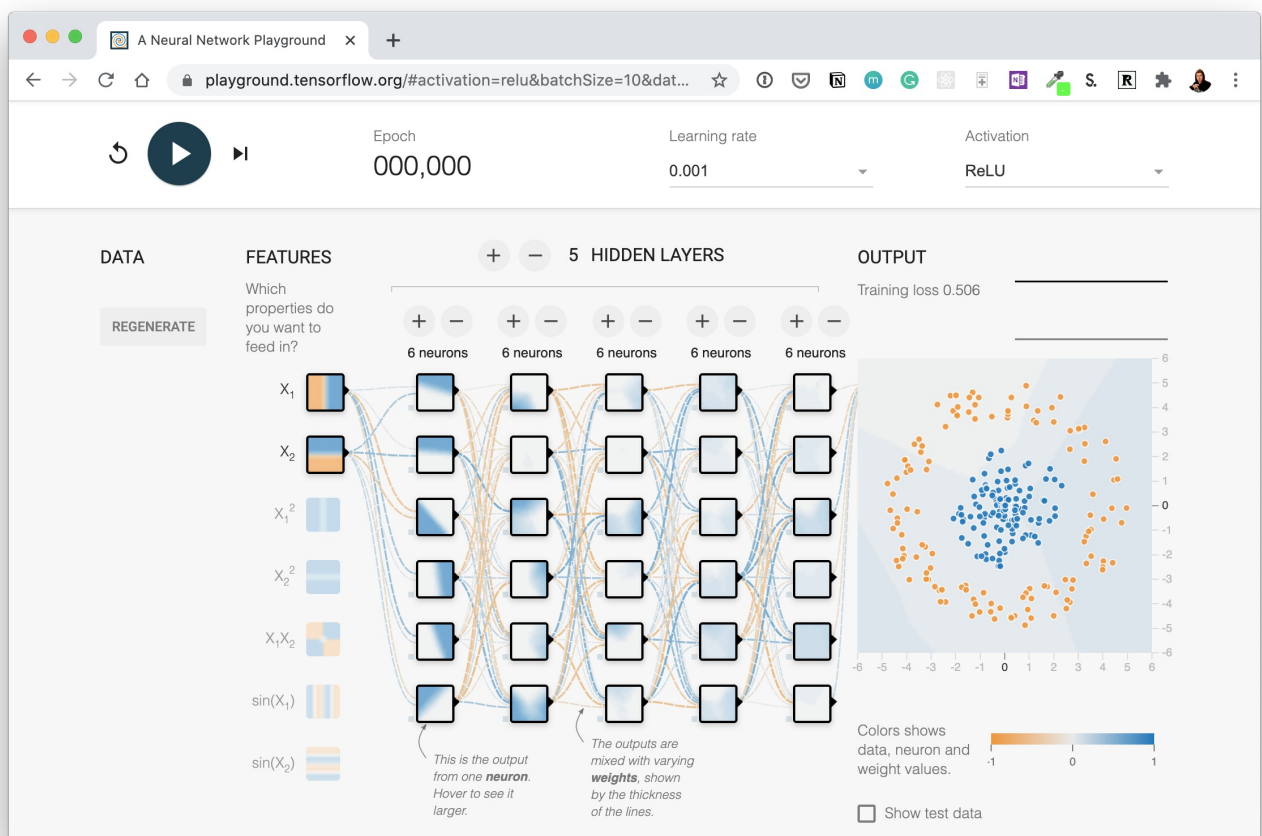 A Neural Network Playground
playground.tensorflow.org/#activation=relu&batchSize=10&dat...
Epoch
000,000
Learning rate
0.001
Activation
ReLU
DATA
REGENERATE
FEATURES
Which
properties do
you want to
feed in?
X1
X2
X1²
X2²
X1X2
sin(X1)
sin(X2)
+ − 5 HIDDEN LAYERS
+ − + − + − + − + −
6 neurons 6 neurons 6 neurons 6 neurons 6 neurons
This is the output
from one neuron.
Hover to see it
larger.
The outputs are
mixed with varying
weights, shown
by the thickness
of the lines.
OUTPUT
Training loss 0.506
6
5
4
3
2
1
0
-1
-2
-3
-4
-5
-6
-6 -5 -4 -3 -2 -1 0 1 2 3 4 5 6
Colors shows
data, neuron and
weight values.
-1 0 1
Show test data